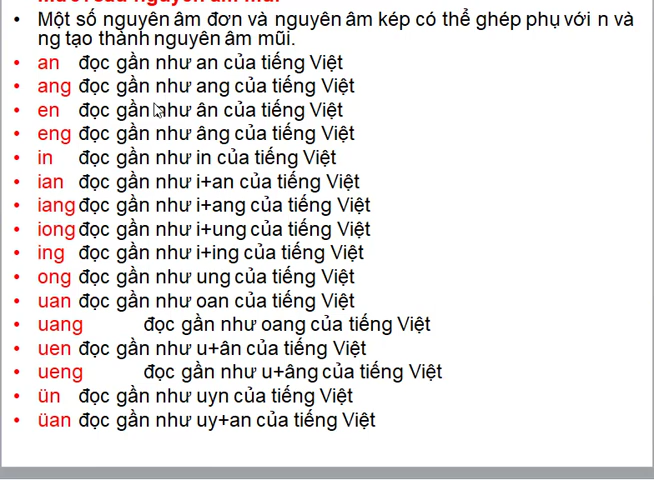 • Một số nguyên âm đơn và nguyên âm kép có thể ghép phụ với n và
ng tạo thành nguyên âm mũi.
• an đọc gần như an của tiếng Việt
• ang đọc gần như ang của tiếng Việt
• en đọc gần như ân của tiếng Việt
• eng đọc gần như âng của tiếng Việt
• in đọc gần như in của tiếng Việt
• ian đọc gần như i+an của tiếng Việt
• iang đọc gần như i+ang của tiếng Việt
• iong đọc gần như i+ung của tiếng Việt
• ing đọc gần như i+ing của tiếng Việt
• ong đọc gần như ung của tiếng Việt
• uan đọc gần như oan của tiếng Việt
• uang đọc gần như oang của tiếng Việt
• uen đọc gần như u+ân của tiếng Việt
• ueng đọc gần như u+âng của tiếng Việt
• ün đọc gần như uyn của tiếng Việt
• üan đọc gần như uy+an của tiếng Việt